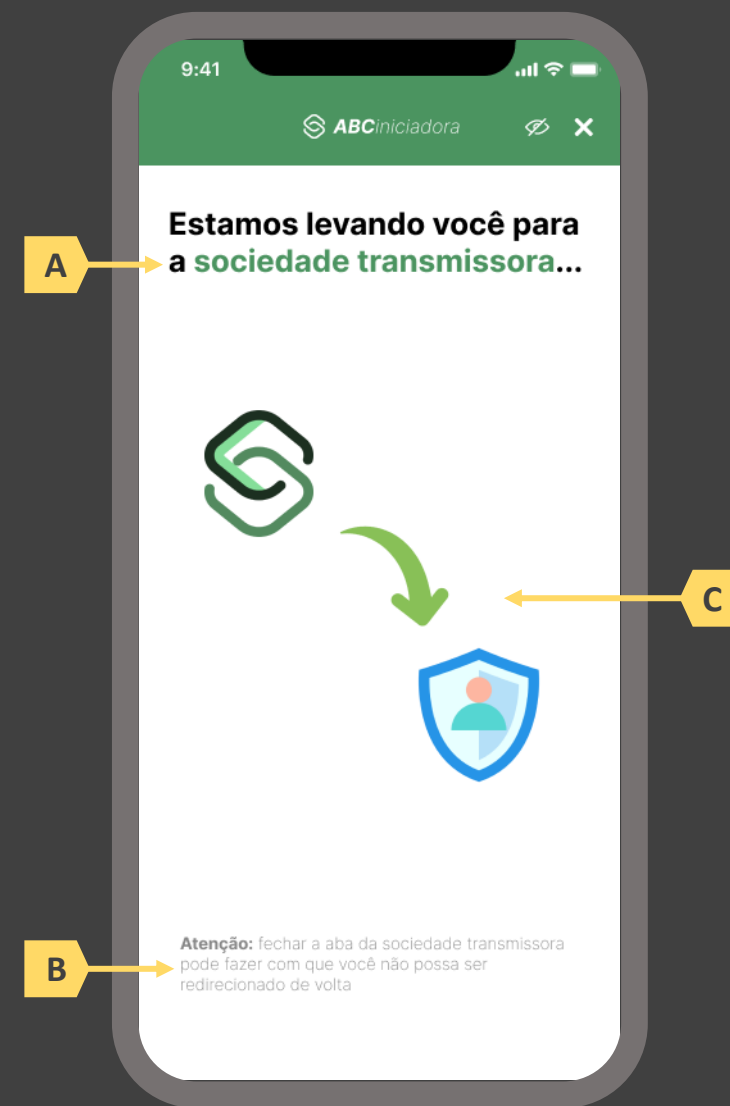 9:41
ABCiniciadora
Estamos levando você para
A
a sociedade transmissora...
C
Atenção: fechar a aba da sociedade transmissora
B
pode fazer com que você não possa ser
redirecionado de volta